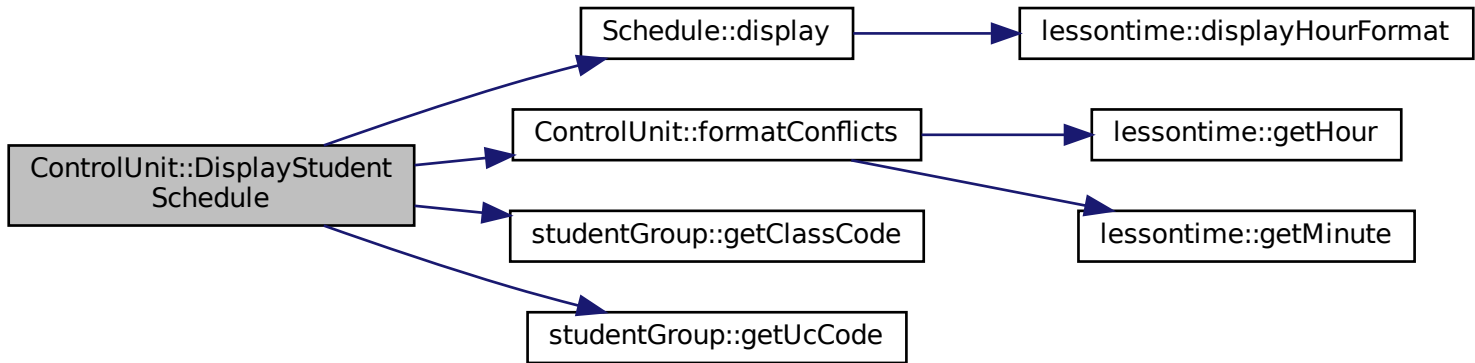 Schedule::display
lessontime::displayHourFormat
ControlUnit::formatConflicts
lessontime::getHour
ControlUnit::DisplayStudent
Schedule
studentGroup::getClassCode
lessontime::getMinute
studentGroup::getUcCode